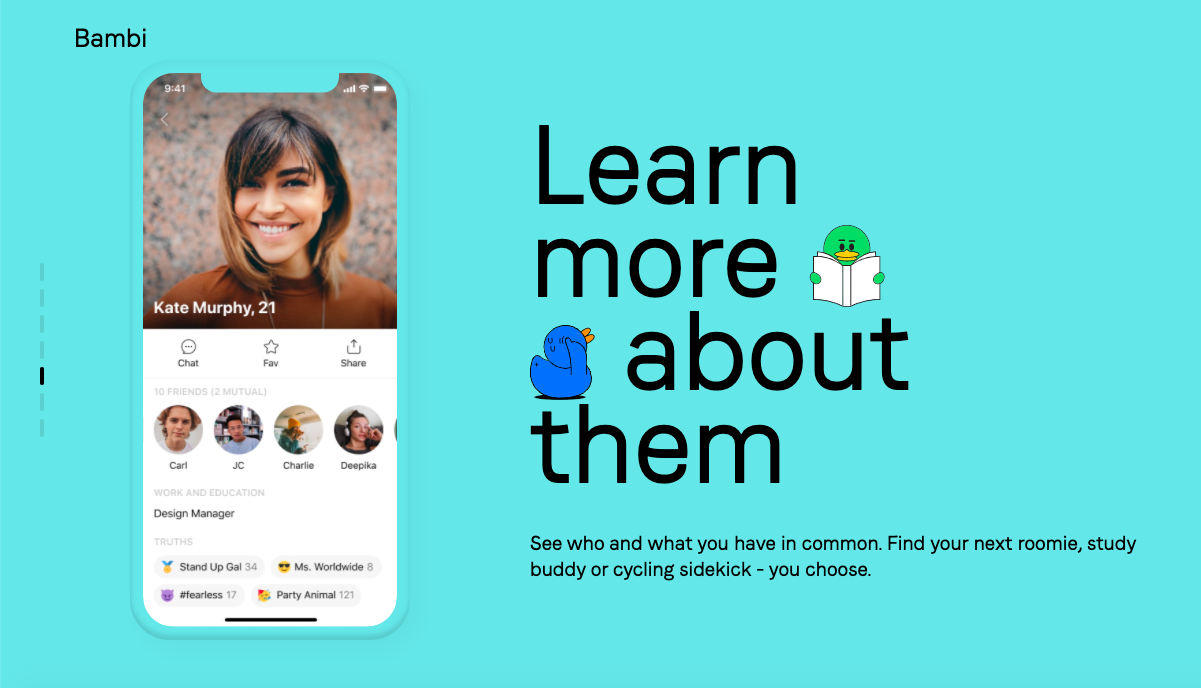 Bambi
9:41
Kate Murphy, 21
Chat Fav Share
10 FRIENDS (2 MUTUAL)
Carl JC Charlie Deepika
WORK AND EDUCATION
Design Manager
TRUTHS
🏅 Stand Up Gal 34 😎 Ms. Worldwide 8
😈 #fearless 17 🥳 Party Animal 121
Learn
more
about
them
See who and what you have in common. Find your next roomie, study
buddy or cycling sidekick - you choose.